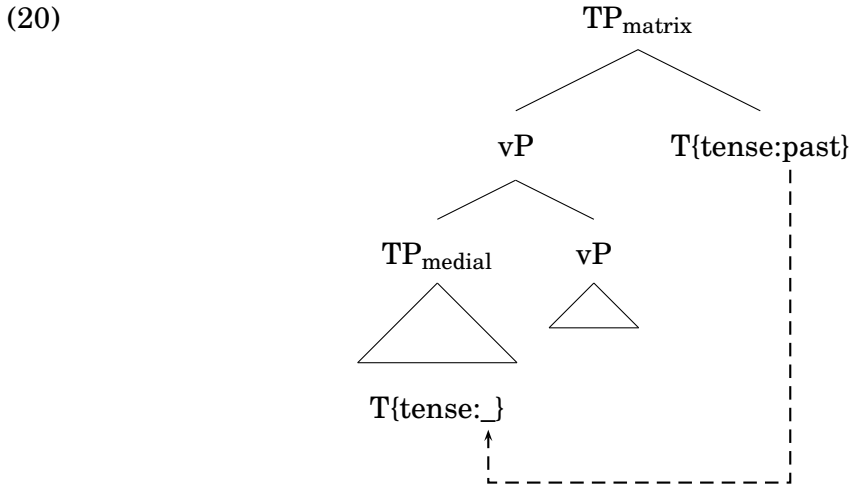 (20)
TPmatrix
vP T{tense:past}
TPmedial vP
T{tense:_}